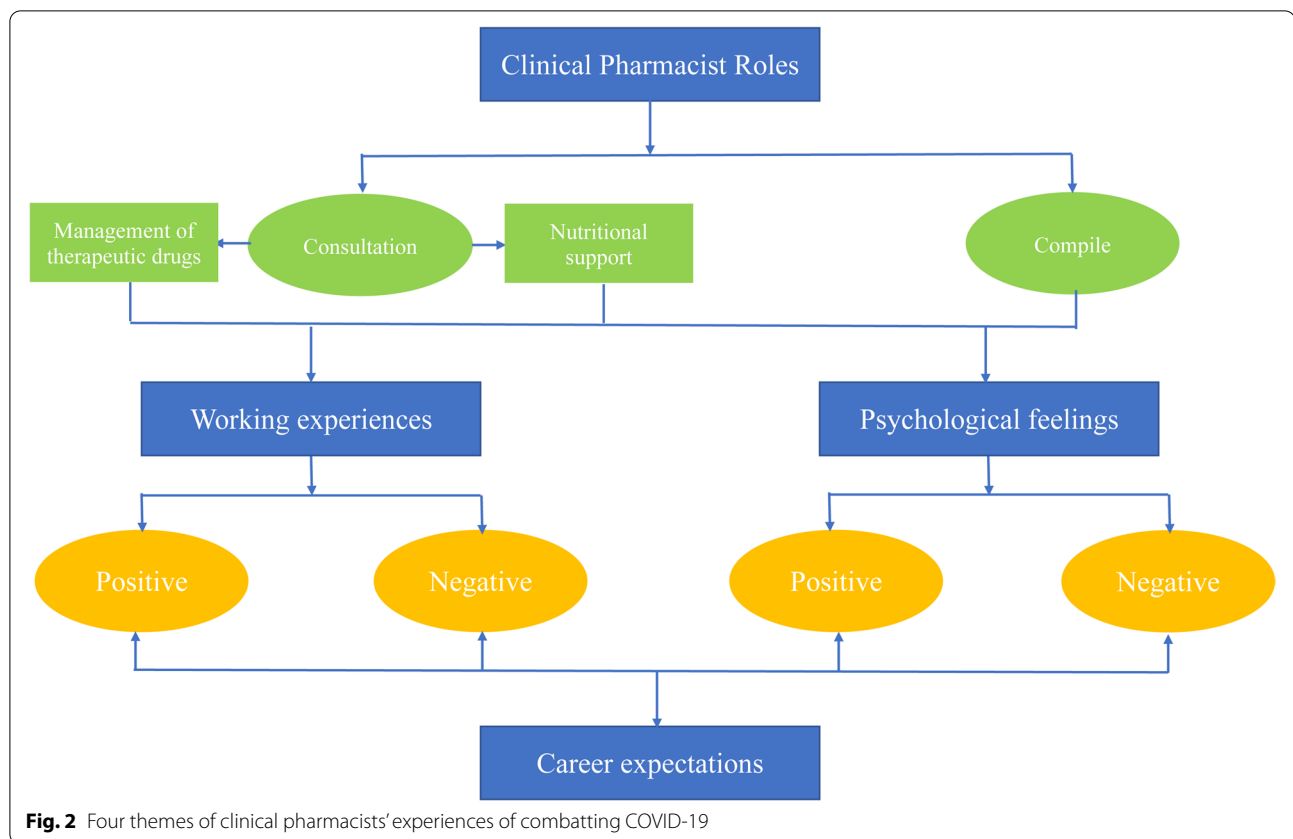 Clinical Pharmacist Roles
Management of
therapeutic drugs
Consultation
Nutritional
support
Compile
Working experiences
Psychological feelings
Positive
Negative
Positive
Negative
Career expectations
Fig. 2 Four themes of clinical pharmacists’ experiences of combatting COVID-19